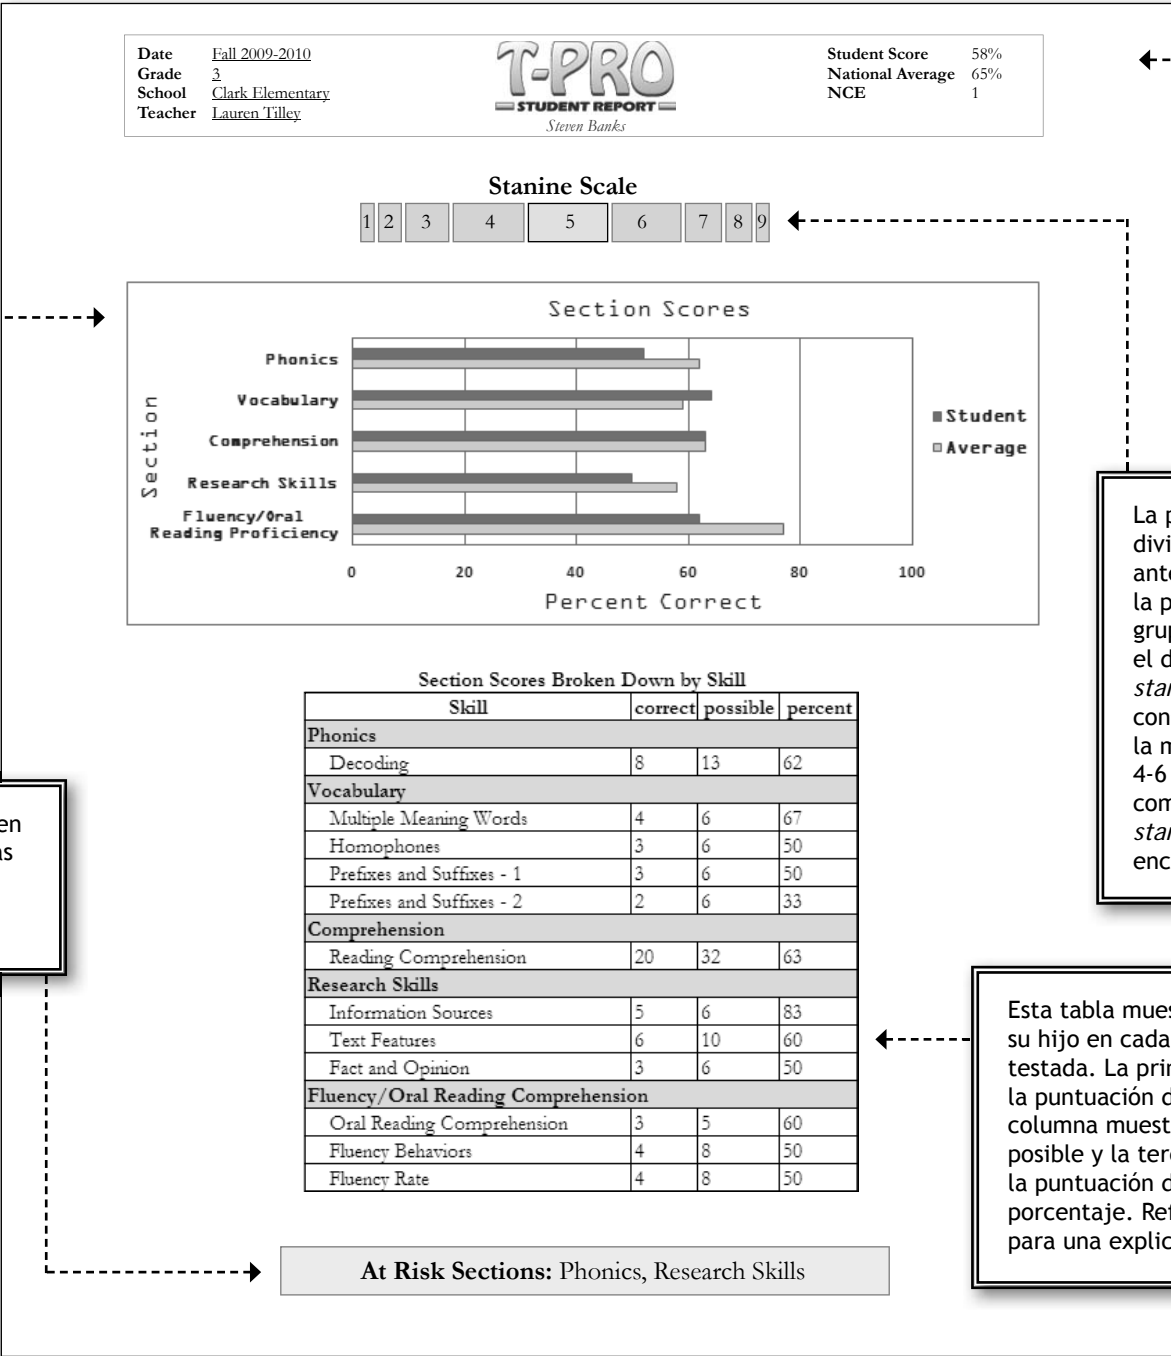 Date Fall 2009-2010
Grade 3
School Clark Elementary
Teacher Lauren Tilley
T-PRO
STUDENT REPORT
Steven Banks
Student Score 58%
National Average 65%
NCE 1
Stanine Scale
1 2 3 4 5 6 7 8 9
Section Scores
Section
Phonics
Vocabulary
Comprehension
Research Skills
Fluency/Oral
Reading Proficiency
0 20 40 60 80 100
Percent Correct
Student
Average
Section Scores Broken Down by Skill
Skill correct possible percent
Phonics
Decoding 8 13 62
Vocabulary
Multiple Meaning Words 4 6 67
Homophones 3 6 50
Prefixes and Suffixes - 1 3 6 50
Prefixes and Suffixes - 2 2 6 33
Comprehension
Reading Comprehension 20 32 63
Research Skills
Information Sources 5 6 83
Text Features 6 10 60
Fact and Opinion 3 6 50
Fluency/Oral Reading Comprehension
Oral Reading Comprehension 3 5 60
Fluency Behaviors 4 8 50
Fluency Rate 4 8 50
At Risk Sections: Phonics, Research Skills
en
La
ante
la
el
con
la
4-6
Esta tabla
su hijo en cada
testada. La
la puntuación
columna
posible y la
la puntuación
porcentaje.
para una